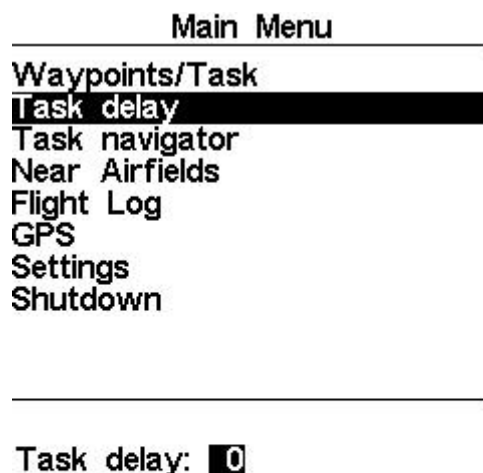 Main Menu
Waypoints/Task
Task delay
Task navigator
Near Airfields
Flight Log
GPS
Settings
Shutdown
Task delay: 0